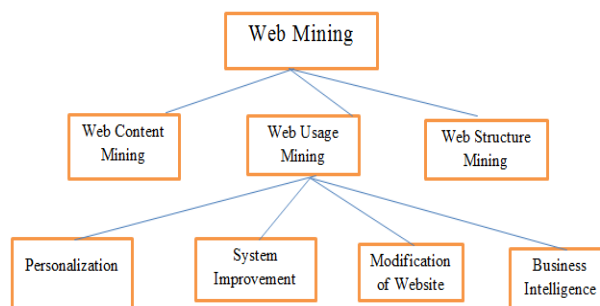 Web Mining
Web Content
Mining
Web Usage
Mining
Web Structure
Mining
Personalization
System
Improvement
Modification
of Website
Business
Intelligence